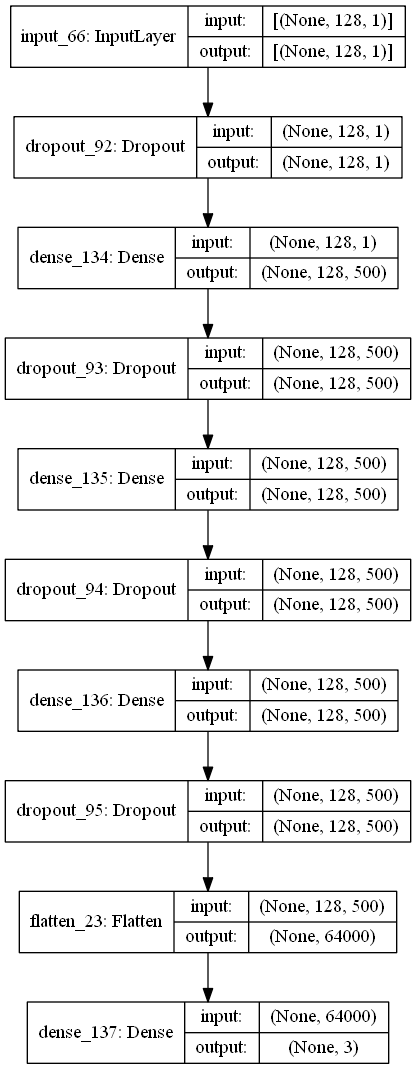 input_66: InputLayer
input: [(None, 128, 1)]
output: [(None, 128, 1)]
dropout_92: Dropout
input: (None, 128, 1)
output: (None, 128, 1)
dense_134: Dense
input: (None, 128, 1)
output: (None, 128, 500)
dropout_93: Dropout
input: (None, 128, 500)
output: (None, 128, 500)
dense_135: Dense
input: (None, 128, 500)
output: (None, 128, 500)
dropout_94: Dropout
input: (None, 128, 500)
output: (None, 128, 500)
dense_136: Dense
input: (None, 128, 500)
output: (None, 128, 500)
dropout_95: Dropout
input: (None, 128, 500)
output: (None, 128, 500)
flatten_23: Flatten
input: (None, 128, 500)
output: (None, 64000)
dense_137: Dense
input: (None, 64000)
output: (None, 3)